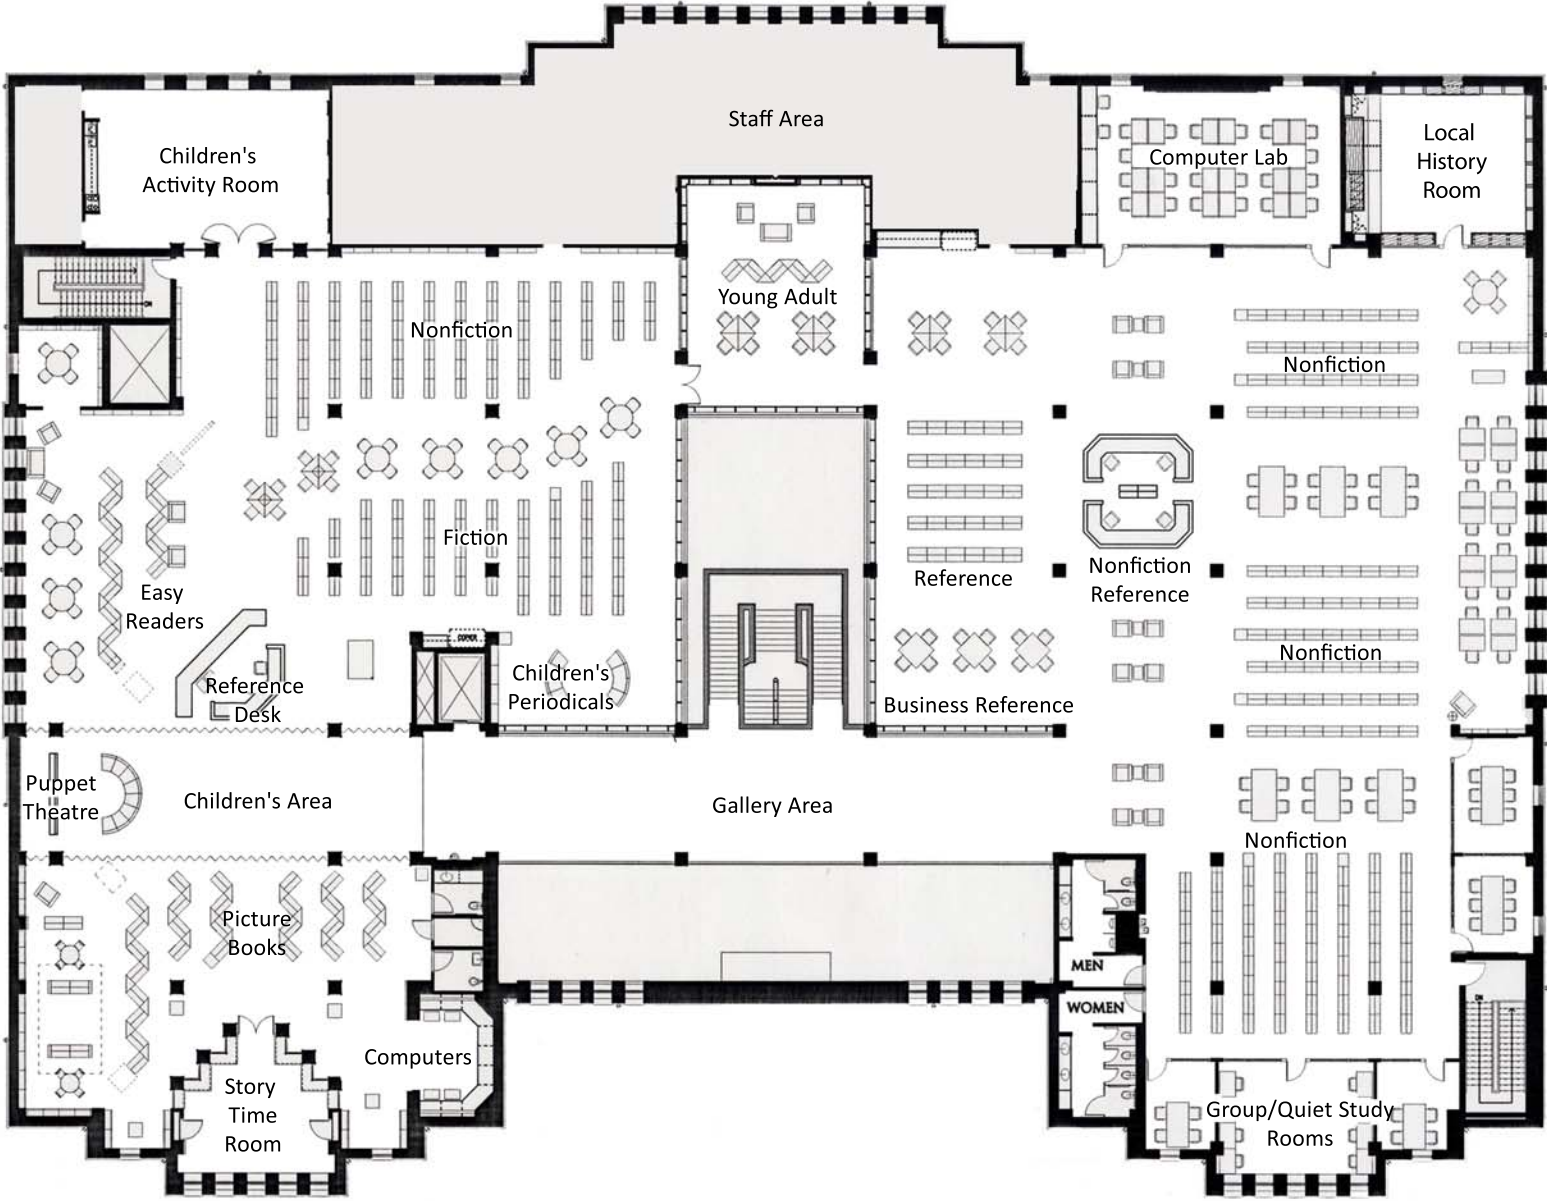 Staff Area
Children's
Activity Room
Computer Lab
Local
History
Room
Young Adult
Nonfiction
Nonfiction
Fiction
Easy
Readers
Reference
Nonfiction
Reference
COPIER
Nonfiction
Children's
Periodicals
Reference
Desk
Business Reference
Puppet
Theatre
Children's Area
Gallery Area
Nonfiction
Picture
Books
MEN
WOMEN
Computers
Story
Time
Room
Group/Quiet Study
Rooms